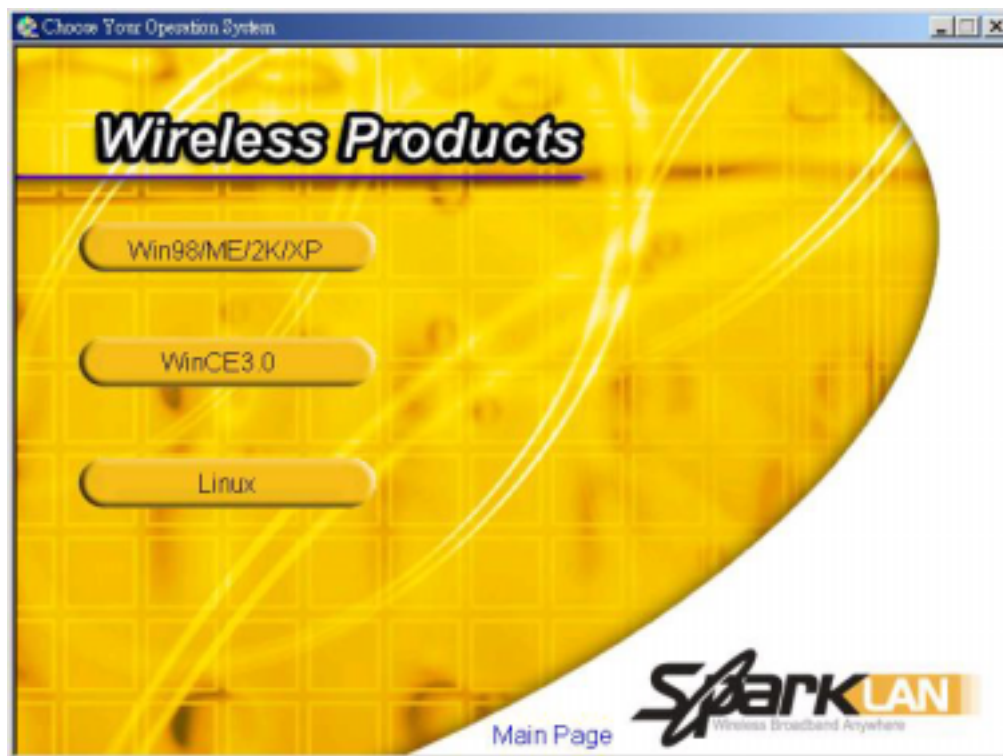 Choose Your Operation System
Wireless Products
Win98/ME/2K/XP
WinCE3.0
Linux
Main Page
SparkLAN
Wireless Broadband Anywhere